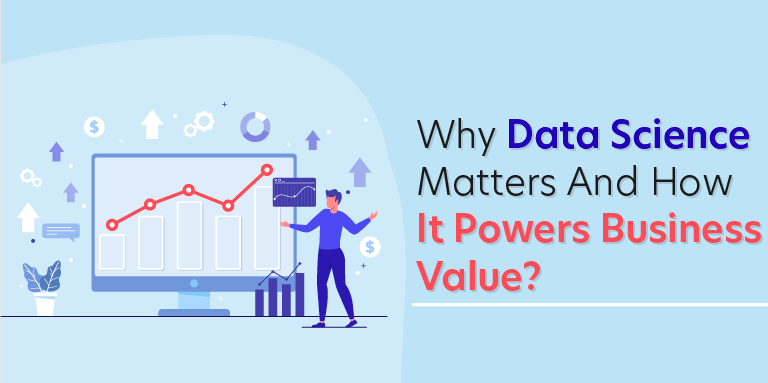 Why Data Science
Matters And How
It Powers Business
Value?